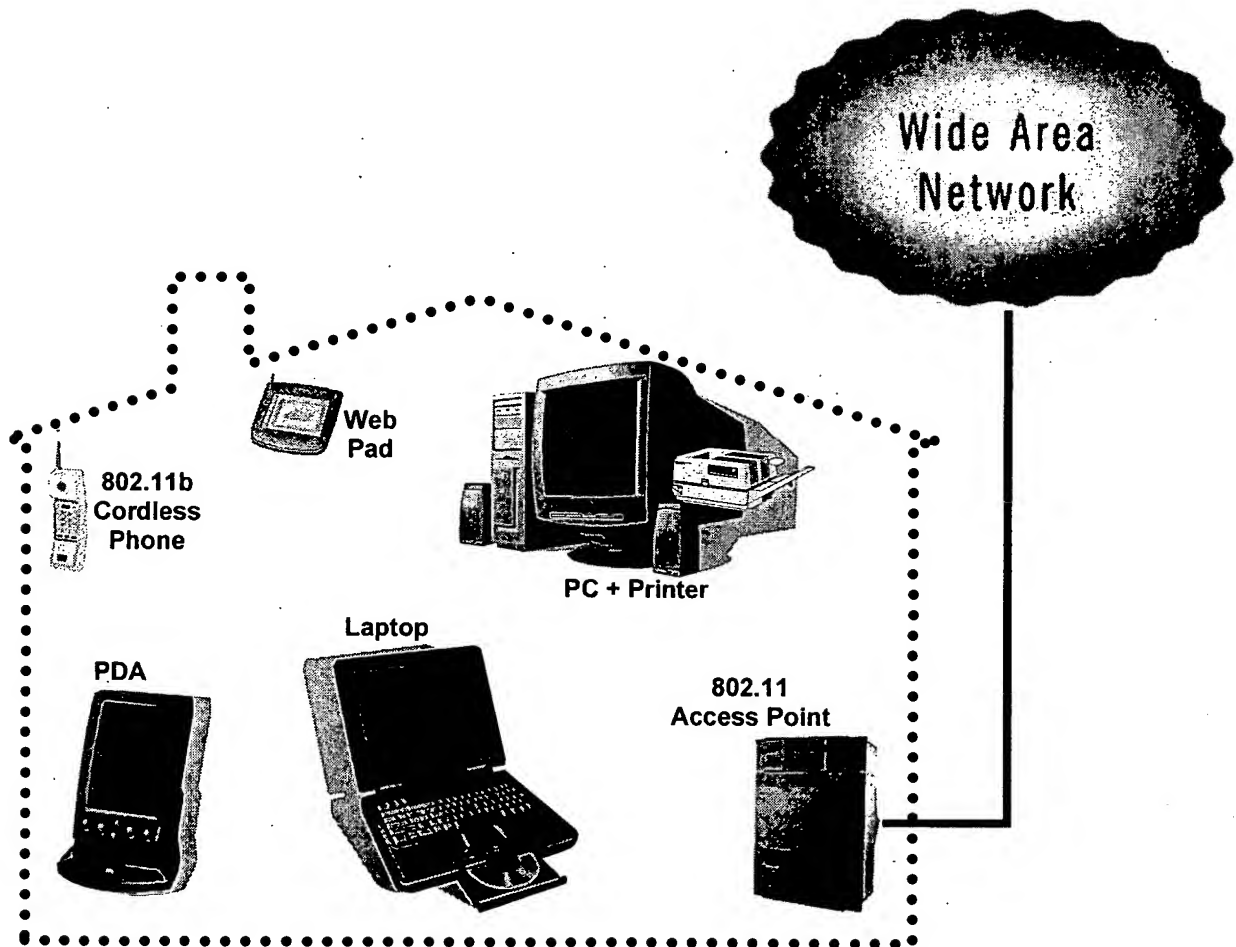 Wide Area
Network
Web
Pad
802.11b
Cordless
Phone
PC + Printer
Laptop
PDA
802.11
Access Point